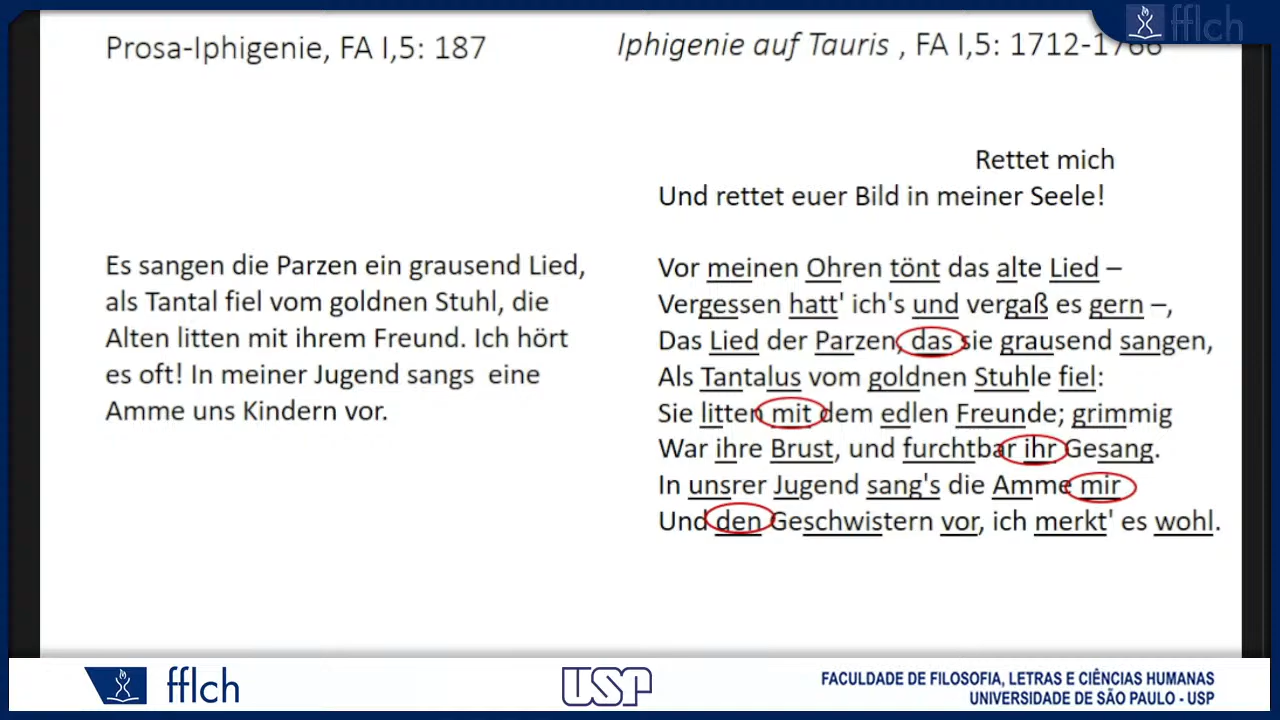 fflch
Prosa-Iphigenie, FA I,5: 187
Iphigenie auf Tauris , FA I,5: 1712-1766
Rettet mich
Und rettet euer Bild in meiner Seele!
Es sangen die Parzen ein grausend Lied,
als Tantal fiel vom goldnen Stuhl, die
Alten litten mit ihrem Freund. Ich hört
es oft! In meiner Jugend sangs eine
Amme uns Kindern vor.
Vor meinen Ohren tönt das alte Lied –
Vergessen hatt' ich's und vergaß es gern –,
Das Lied der Parzen, das sie grausend sangen,
Als Tantalus vom goldnen Stuhle fiel:
Sie litten mit dem edlen Freunde; grimmig
War ihre Brust, und furchtbar ihr Gesang.
In unsrer Jugend sang's die Amme mir
Und den Geschwistern vor, ich merkt' es wohl.
fflch
USP
FACULDADE DE FILOSOFIA, LETRAS E CIÊNCIAS HUMANAS
UNIVERSIDADE DE SÃO PAULO - USP